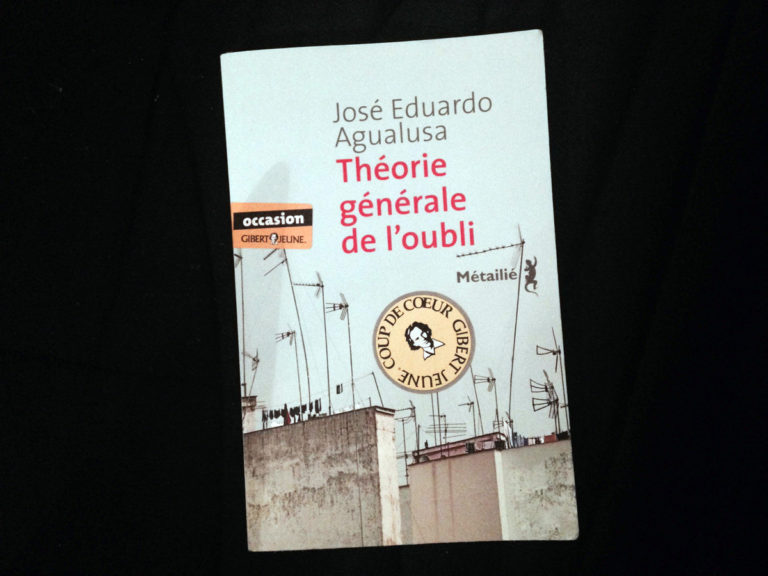 José Eduardo
Agualusa
Théorie
générale
de l'oubli
occasion
GIBERT JEUNE.
Métailié
COUP DE COEUR GIBERT JEUNE.